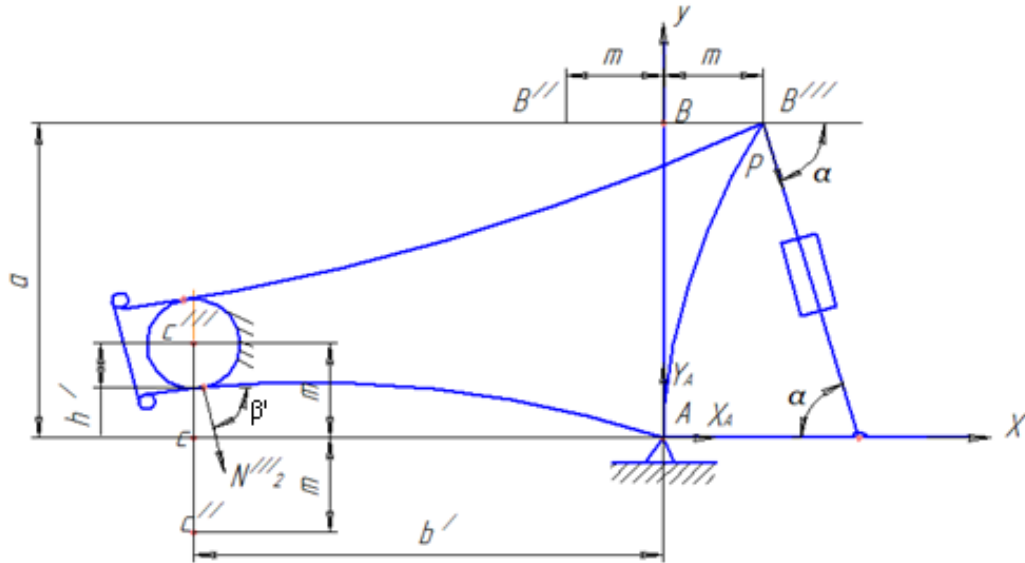 y
m m
B′′ B B′′′
P α
a
c′′′
h′ m
β′
Y_A
α
c A X_A X
N′′′₂
m
c′′
b′